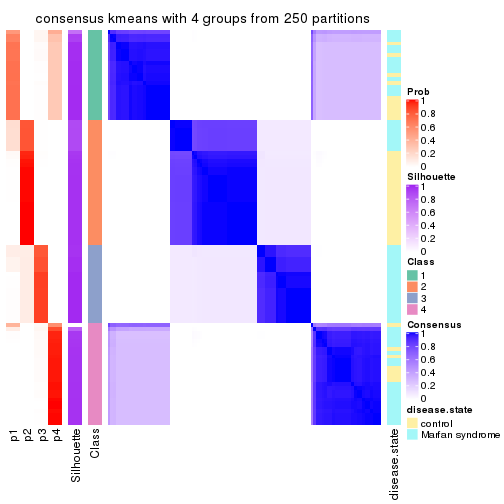 consensus kmeans with 4 groups from 250 partitions
Prob
1
0.8
0.6
0.4
0.2
0
Silhouette
1
0.8
0.6
0.4
0.2
0
Class
1
2
3
4
Consensus
1
0.8
0.6
0.4
0.2
0
disease.state
control
Marfan syndrome
p1
p2
p3
p4
Silhouette
Class
disease.state